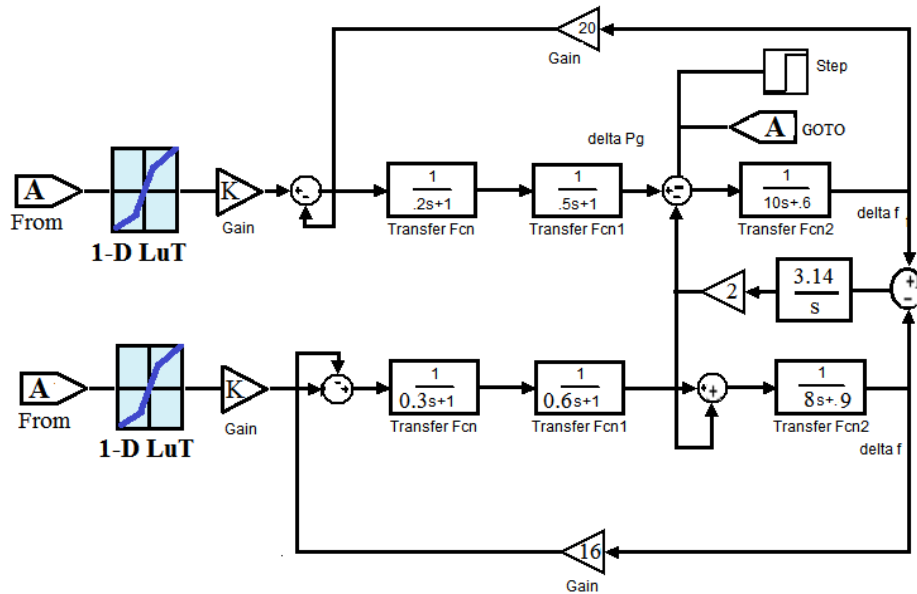 20
Gain
Step
A
GOTO
delta Pg
A
From
1-D LuT
K
Gain
+
-
1
.2s+1
Transfer Fcn
1
.5s+1
Transfer Fcn1
+
-
-
1
10s+.6
Transfer Fcn2
delta f
2
3.14
s
+
-
A
From
1-D LuT
K
Gain
-
+
1
0.3s+1
Transfer Fcn
1
0.6s+1
Transfer Fcn1
+
+
1
8s+.9
Transfer Fcn2
delta f
16
Gain